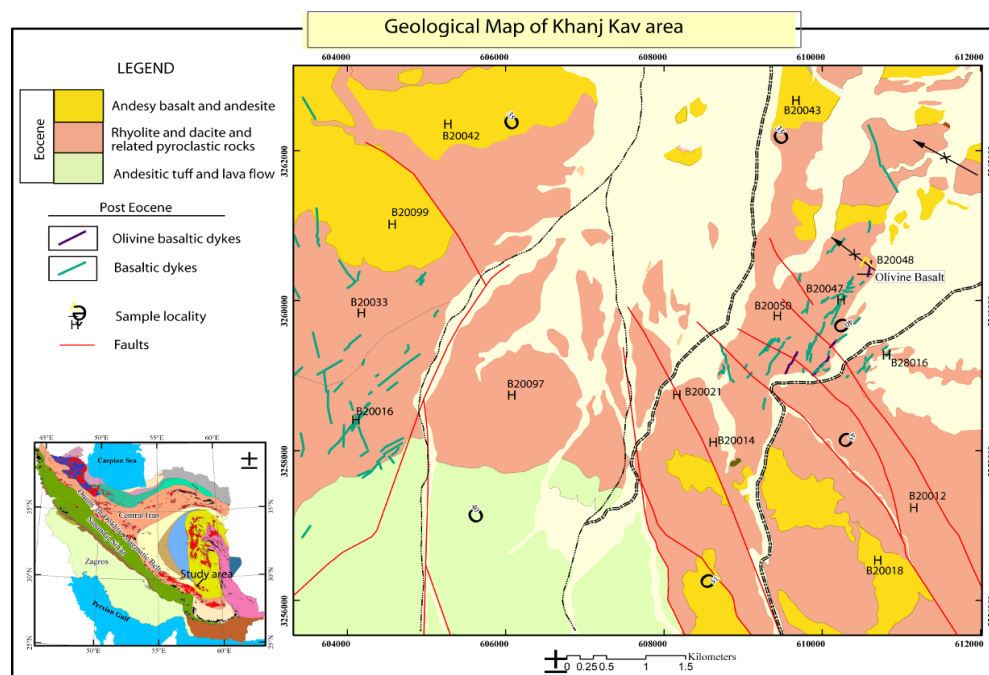 Geological Map of Khanj Kav area
LEGEND
Eocene
Andesy basalt and andesite
Rhyolite and dacite and
related pyroclastic rocks
Andesitic tuff and lava flow
Post Eocene
Olivine basaltic dykes
Basaltic dykes
Sample locality
Faults
604000 606000 608000 610000 612000
3262000
3260000
3258000
3256000
H
B20042
H
B20043
B20099
H
B20048
Olivine Basalt
B20047
H
B20033
H
B20050
H
H
B28016
B20097
H
B20021
H
B20016
H
H
B20014
B20012
H
H
B20018
Kilometers
0 0.25 0.5 1 1.5
45°E 50°E 55°E 60°E
Caspian Sea
35°N
Central Iran
Zagros
Study area
30°N
Persian Gulf
25°N
50°E 55°E 60°E
25°N